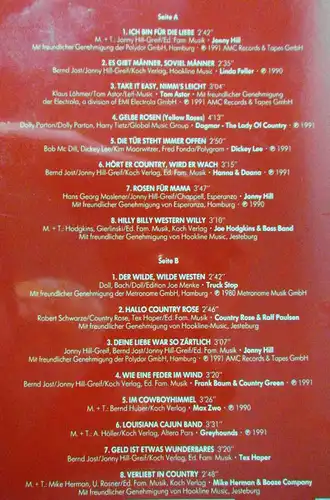 Seite A
1. ICH BIN FÜR DIE LIEBE 2'42"
M. + T.: Jonny Hill-Greif/Ed. Fam. Musik · Jonny Hill
Mit freundlicher Genehmigung der Polydor GmbH, Hamburg · ℗ 1991 AMC Records & Tapes GmbH
2. ES GIBT MÄNNER, SOVIEL MÄNNER 2'35"
Bernd Jost/Jonny Hill-Greif/Koch Verlag, Hookline Music · Linda Feller · ℗ 1990
3. TAKE IT EASY, NIMM'S LEICHT 3'04"
Klaus Löhmer/Tom Astor/Leif-Musik · Tom Astor · Mit freundlicher Genehmigung
der Electrola, a division of EMI Electrola GmbH · ℗ 1991 AMC Records & Tapes GmbH
4. GELBE ROSEN (Yellow Roses) 4'13"
Dolly Parton/Dolly Parton, Harry Tietz/Global Music Group · Dagmar - The Lady Of Country · ℗ 1991
5. DIE TÜR STEHT IMMER OFFEN 2'50"
Bob Mc Dill, Dickey Lee/Kim Moorwitzer, Fred Fonda/Polygram · Dickey Lee · ℗ 1991
6. HÖRT ER COUNTRY, WIRD ER WACH 3'15"
Bernd Jost/Jonny Hill-Greif/Koch Verlag, Ed. Fam. Musik · Hanna & Deana · ℗ 1991
7. ROSEN FÜR MAMA 3'47"
Hans Georg Moslener/Jonny Hill-Greif/Chappell, Esperanza · Jonny Hill ·
Mit freundlicher Genehmigung von Esperanza, Hamburg · ℗ 1990
8. HILLY BILLY WESTERN WILLY 3'10"
M. + T.: Hodgkins, Gierlinski/Ed. Fam. Musik, Koch Verlag · Joe Hodgkins & Boss Band
Mit freundlicher Genehmigung von Hookline Music, Jesteburg
Seite B
1. DER WILDE, WILDE WESTEN 2'42"
Doll, Bach/Doll/Edition Joe Menke · Truck Stop
Mit freundlicher Genehmigung der Metronome GmbH, Hamburg · ℗ 1980 Metronome Musik GmbH
2. HALLO COUNTRY ROSE 2'46"
Robert Schwarze/Country Rose, Tex Haper/Ed. Fam. Musik · Country Rose & Ralf Paulsen
Mit freundlicher Genehmigung von Hookline-Music, Jesteburg
3. DEINE LIEBE WAR SO ZÄRTLICH 3'07"
Jonny Hill-Greif, Bernd Jost/Jonny Hill-Greif/Ed. Fam. Musik · Jonny Hill
Mit freundlicher Genehmigung der Polydor GmbH, Hamburg · ℗ 1991 AMC Records & Tapes GmbH
4. WIE EINE FEDER IM WIND 3'20"
Bernd Jost/Jonny Hill-Greif/Koch Verlag, Ed. Fam. Musik · Frank Baum & Country Green · ℗ 1991
5. IM COWBOYHIMMEL 3'26"
M. + T.: Bernd Huber/Koch Verlag · Max Zwo · ℗ 1990
6. LOUISIANA CAJUN BAND 3'31"
M. + T.: A. Höller/Koch Verlag, Altera Pars · Greyhounds · ℗ 1991
7. GELD IST ETWAS WUNDERBARES 3'20"
Bernd Jost/Jonny Hill-Greif/Koch Verlag, Ed. Fam. Musik · Tex Haper
8. VERLIEBT IN COUNTRY 2'48"
M. + T.: Mike Herman, U. Rosner/Ed. Fam. Musik, Koch Verlag · Mike Herman & Boose Company
Mit freundlicher Genehmigung von Hookline Music, Jesteburg